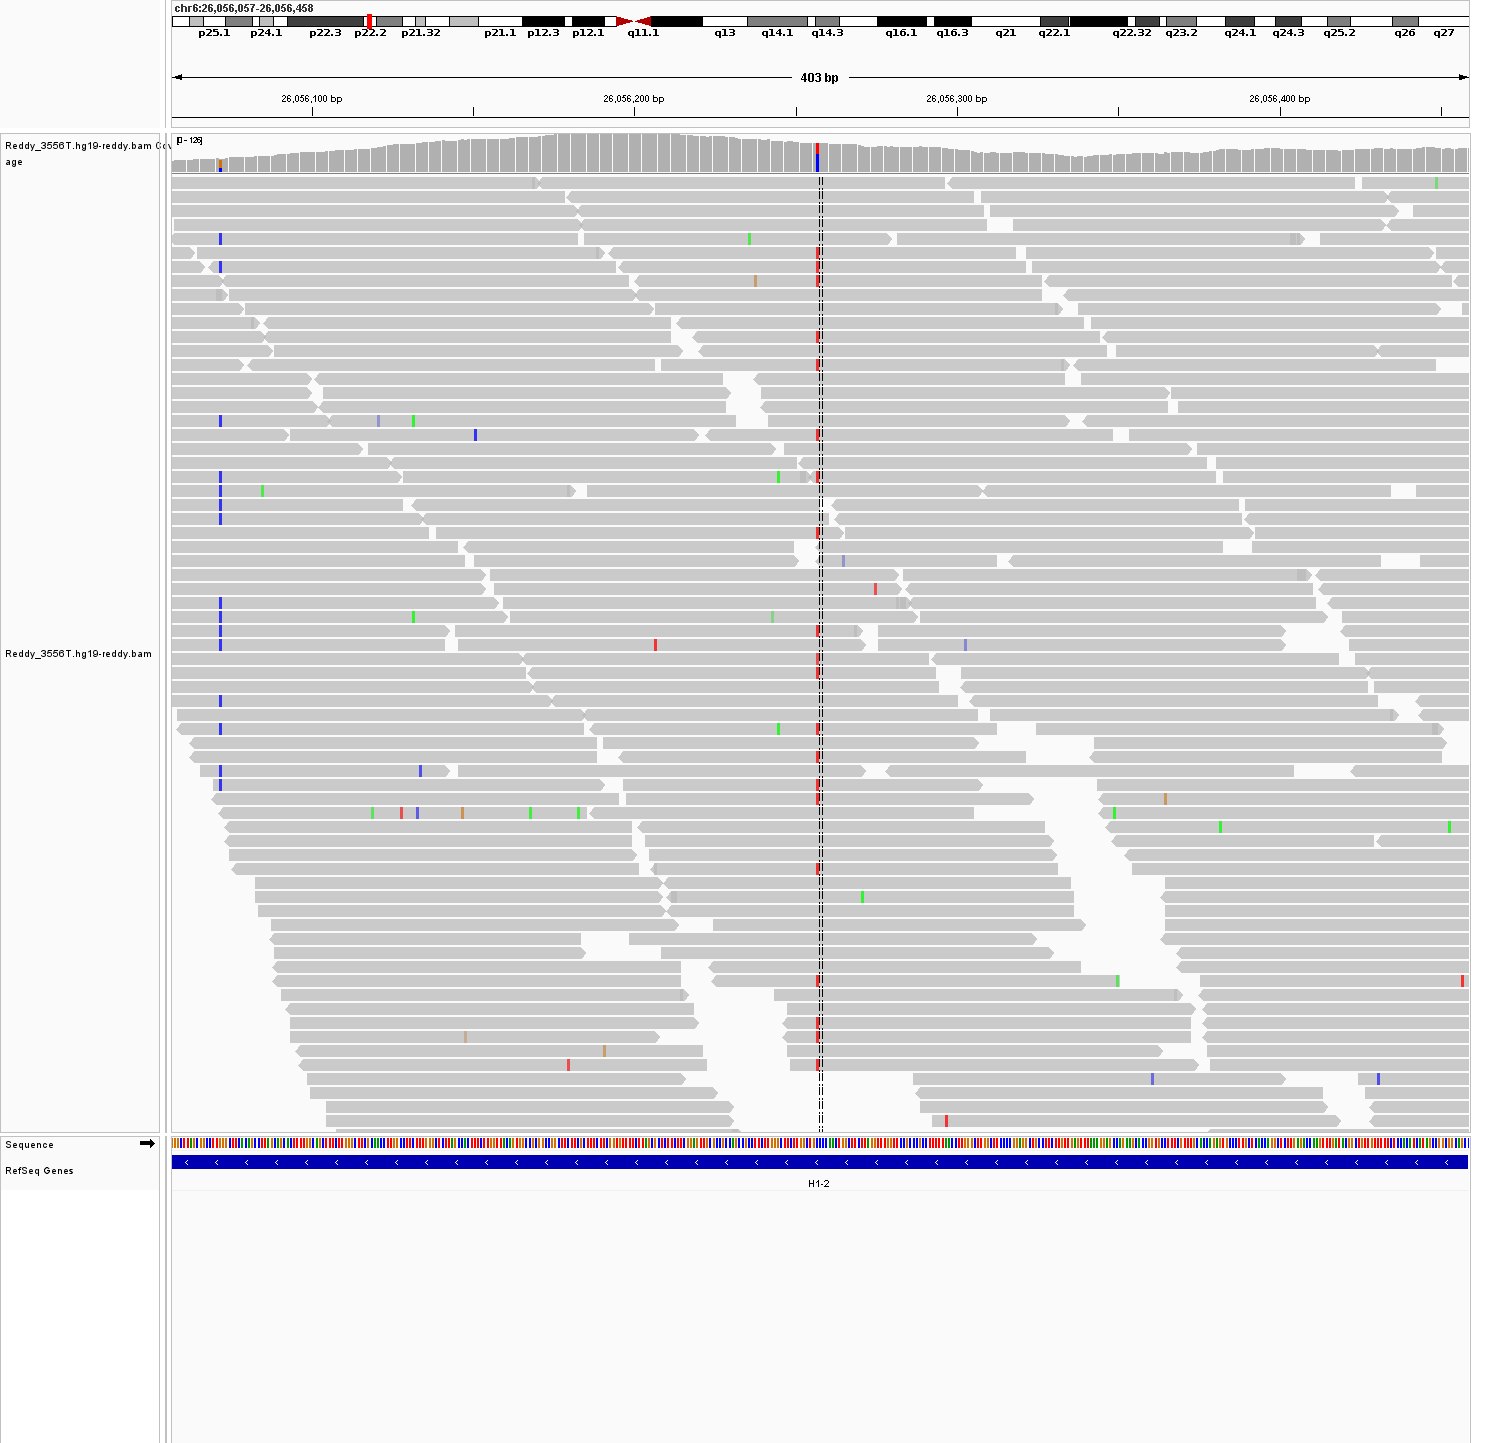 chr6:26,056,057-26,056,458
p25.1 p24.1 p22.3 p22.2 p21.32 p21.1 p12.3 p12.1 q11.1 q13 q14.1 q14.3 q16.1 q16.3 q21 q22.1 q22.32 q23.2 q24.1 q24.3 q25.2 q26 q27
403 bp
26,056,100 bp 26,056,200 bp 26,056,300 bp 26,056,400 bp
[0 - 126]
Reddy_3556T.hg19-reddy.bam Cov
age
Reddy_3556T.hg19-reddy.bam
Sequence
RefSeq Genes
H1-2